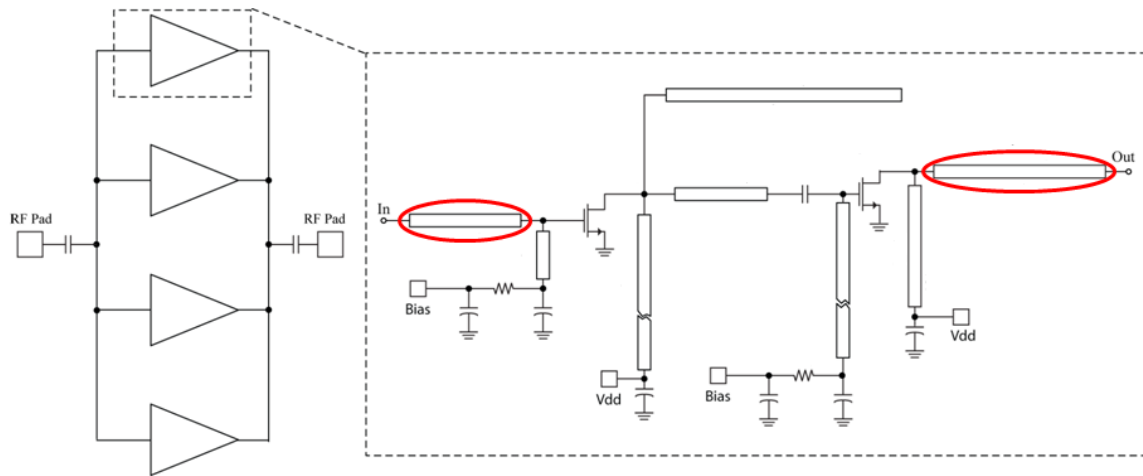 RF Pad
RF Pad
In
Out
Bias
Vdd
Bias
Vdd